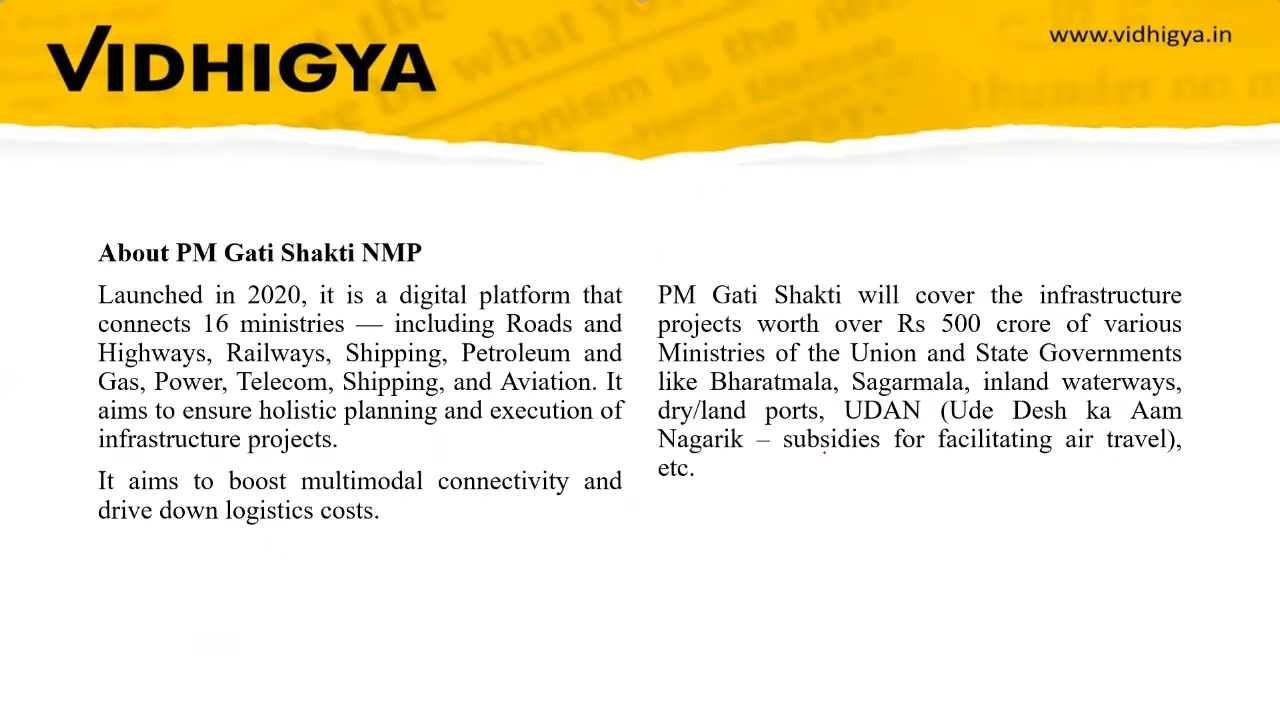 VIDHIGYA
www.vidhigya.in
About PM Gati Shakti NMP
Launched in 2020, it is a digital platform that
connects 16 ministries — including Roads and
Highways, Railways, Shipping, Petroleum and
Gas, Power, Telecom, Shipping, and Aviation. It
aims to ensure holistic planning and execution of
infrastructure projects.
It aims to boost multimodal connectivity and
drive down logistics costs.
PM Gati Shakti will cover the infrastructure
projects worth over Rs 500 crore of various
Ministries of the Union and State Governments
like Bharatmala, Sagarmala, inland waterways,
dry/land ports, UDAN (Ude Desh ka Aam
Nagarik – subsidies for facilitating air travel),
etc.